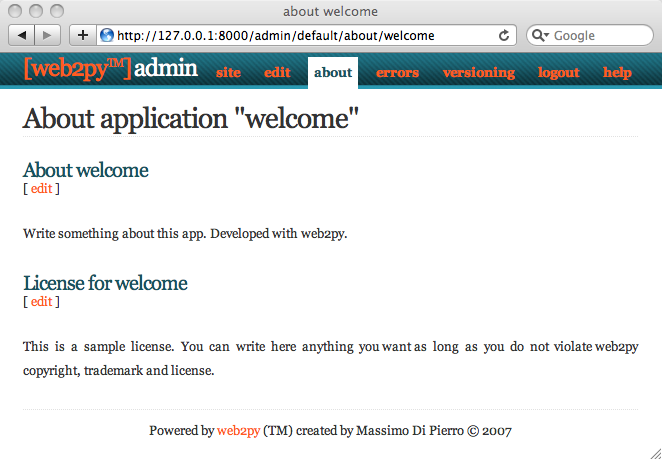 about welcome
http://127.0.0.1:8000/admin/default/about/welcome
Google
[web2py™]admin site edit about errors versioning logout help
About application "welcome"
About welcome
[ edit ]
Write something about this app. Developed with web2py.
License for welcome
[ edit ]
This is a sample license. You can write here anything you want as long as you do not violate web2py
copyright, trademark and license.
Powered by web2py (TM) created by Massimo Di Pierro © 2007